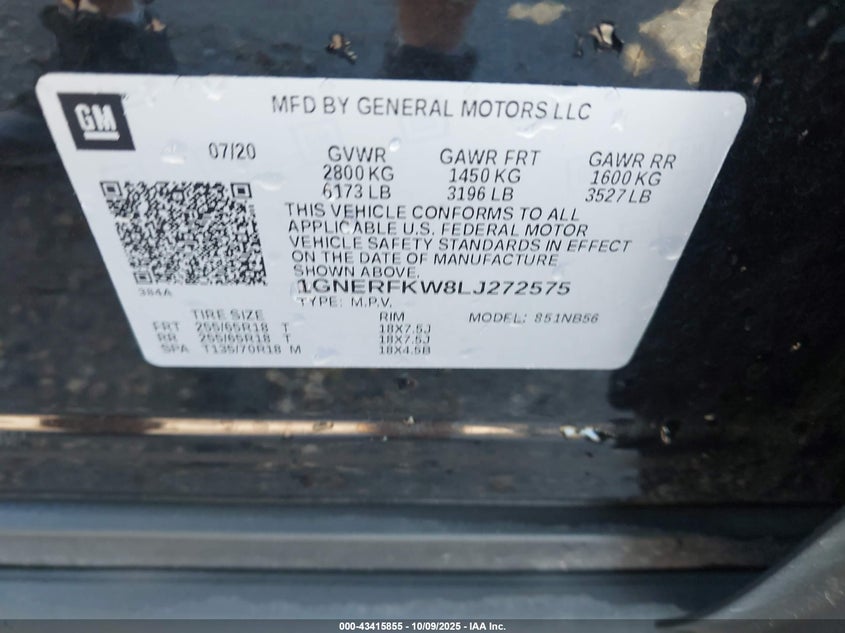 GM
MFD BY GENERAL MOTORS LLC
07/20 GVWR GAWR FRT GAWR RR
2800 KG 1450 KG 1600 KG
6173 LB 3196 LB 3527 LB
THIS VEHICLE CONFORMS TO ALL
APPLICABLE U.S. FEDERAL MOTOR
VEHICLE SAFETY STANDARDS IN EFFECT
ON THE DATE OF MANUFACTURE
SHOWN ABOVE.
384A
1GNERFKW8LJ272575
TYPE: M.P.V.
TIRE SIZE RIM MODEL: 851NB56
FRT 255/65R18 T 18X7.5J
RR 255/65R18 T 18X7.5J
SPA T135/70R18 M 18X4.5B
000-43415855 - 10/09/2025 - IAA Inc.